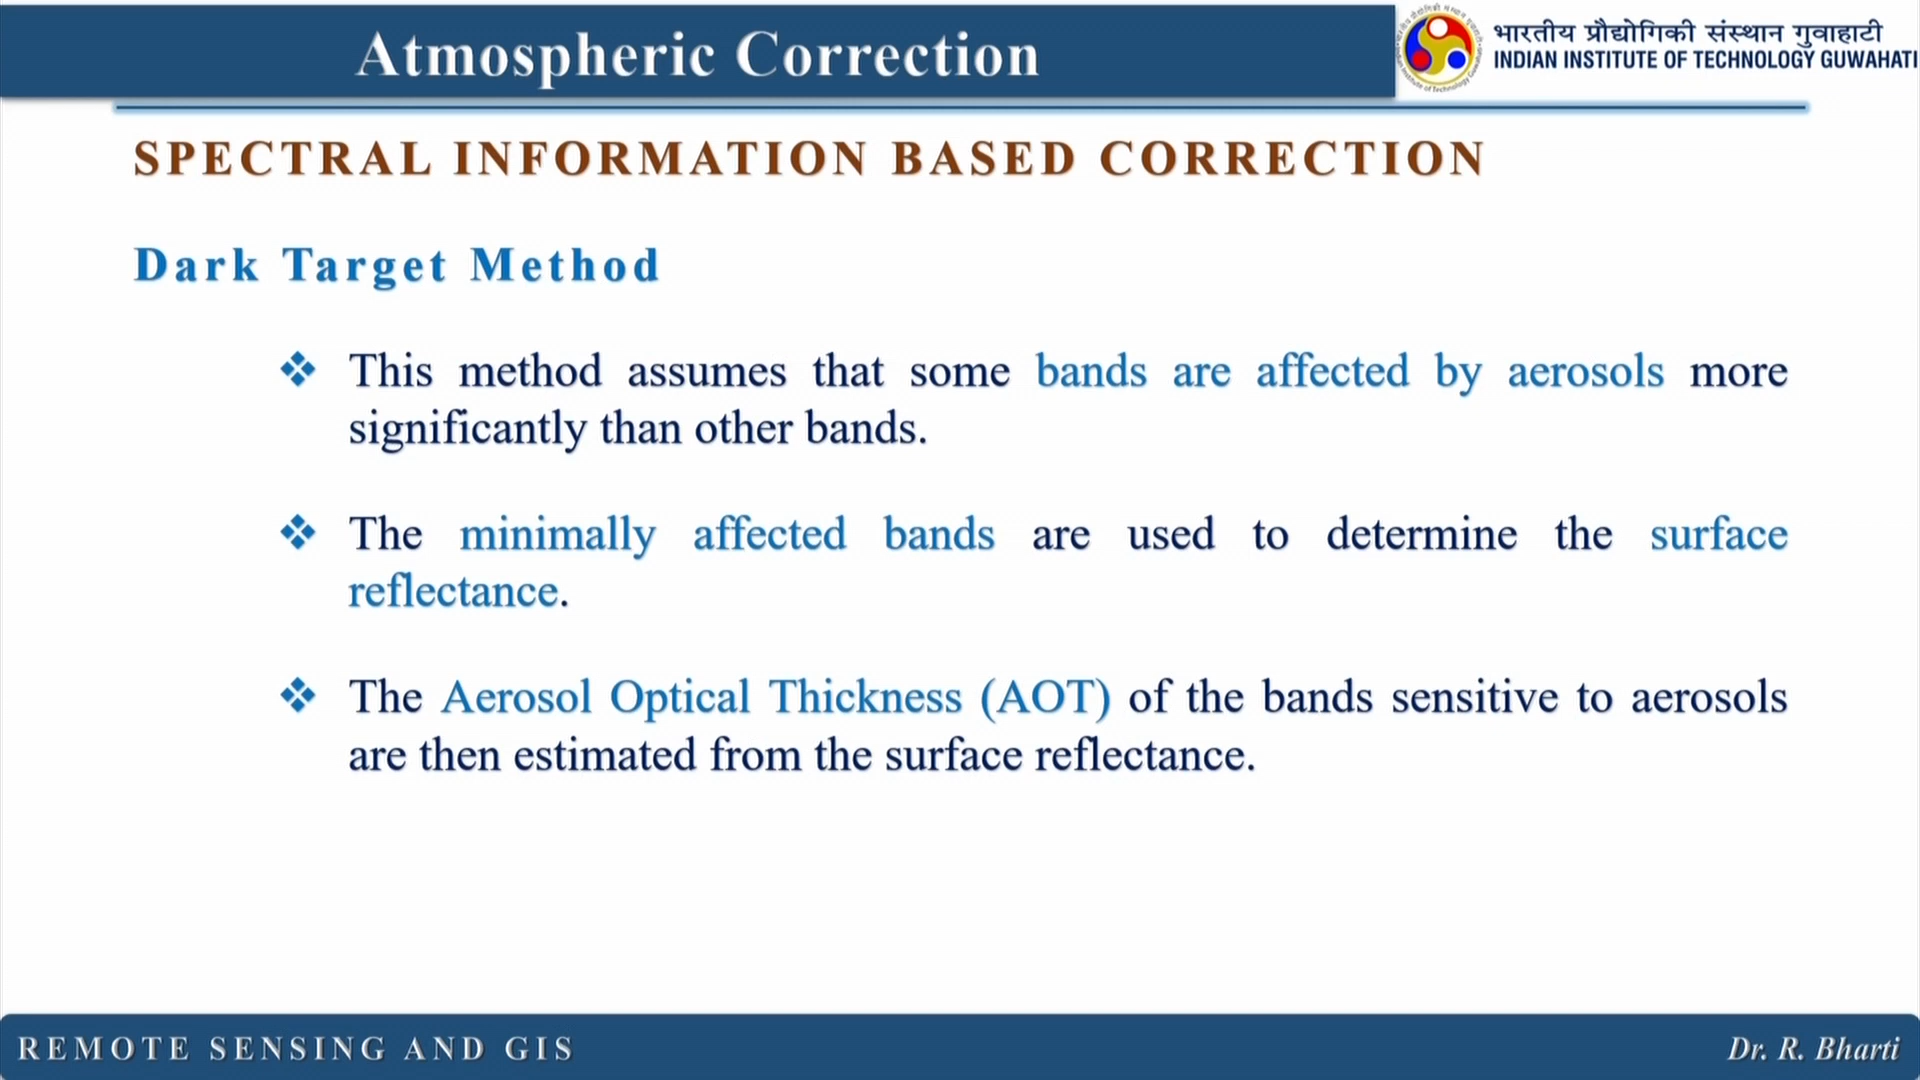 Atmospheric Correction
भारतीय प्रौद्योगिकी संस्थान गुवाहाटी
INDIAN INSTITUTE OF TECHNOLOGY GUWAHATI
SPECTRAL INFORMATION BASED CORRECTION
Dark Target Method
This method assumes that some bands are affected by aerosols more
significantly than other bands.
The minimally affected bands are used to determine the surface
reflectance.
The Aerosol Optical Thickness (AOT) of the bands sensitive to aerosols
are then estimated from the surface reflectance.
REMOTE SENSING AND GIS
Dr. R. Bharti